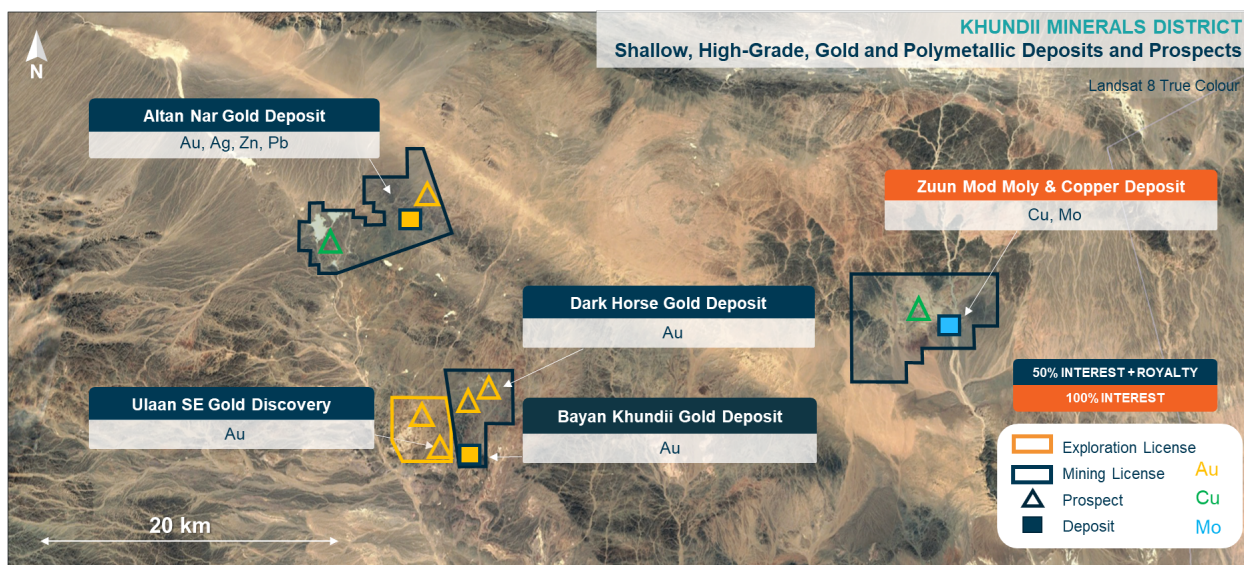 KHUNDII MINERALS DISTRICT
Shallow, High-Grade, Gold and Polymetallic Deposits and Prospects
Landsat 8 True Colour
N
Altan Nar Gold Deposit
Au, Ag, Zn, Pb
Zuun Mod Moly & Copper Deposit
Cu, Mo
Dark Horse Gold Deposit
Au
Ulaan SE Gold Discovery
Au
Bayan Khundii Gold Deposit
Au
50% INTEREST + ROYALTY
100% INTEREST
Exploration License
Mining License
Prospect
Deposit
Au
Cu
Mo
20 km